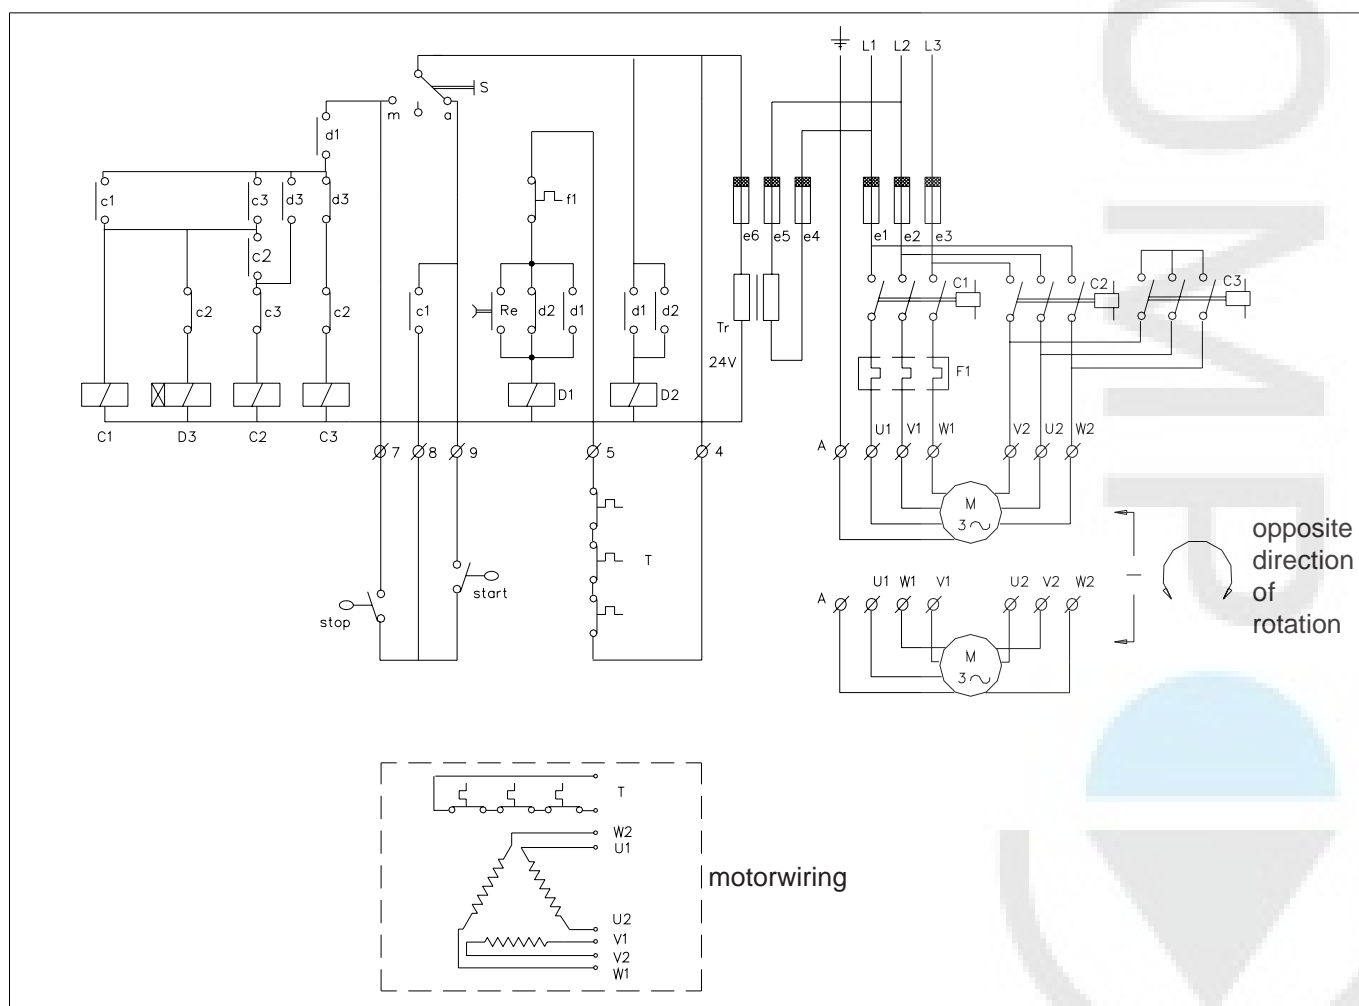 L1 L2 L3
S
m a
d1
c1 c3 d3 d3
c2
f1
c2 c3 c2 c1 Re d2 d1 d1 d2
e6 e5 e4 e1 e2 e3
C1 C2 C3
Tr
24V
F1
D1 D2
C1 D3 C2 C3
7 8 9 5 4
A U1 V1 W1 V2 U2 W2
M
3
T
start
stop
opposite
direction
of
rotation
A U1 W1 V1 U2 V2 W2
M
3
T
W2
U1
motorwiring
U2
V1
V2
W1
OMP